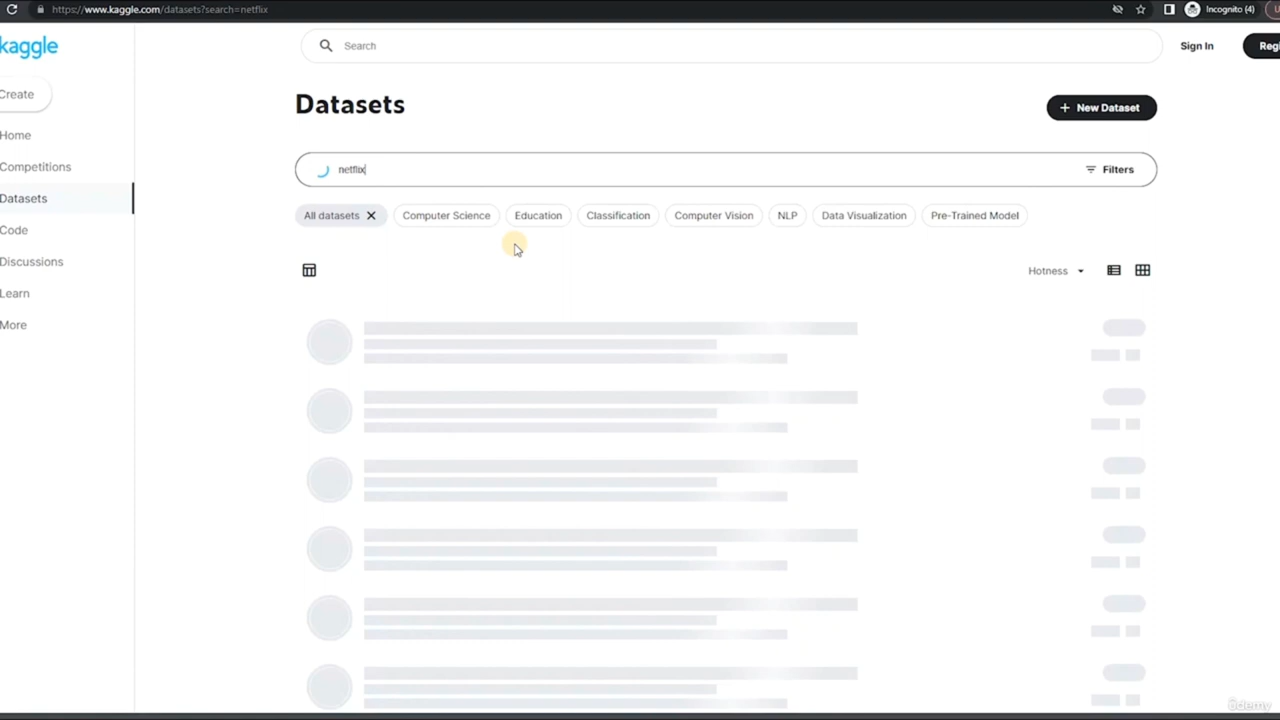 https://www.kaggle.com/datasets?search=netflix
Incognito (4)
kaggle
Search
Sign In
Regi
Create
Datasets
+ New Dataset
Home
Competitions
netflix
Filters
Datasets
All datasets
Computer Science
Education
Classification
Computer Vision
NLP
Data Visualization
Pre-Trained Model
Code
Discussions
Hotness
Learn
More
ûdemy